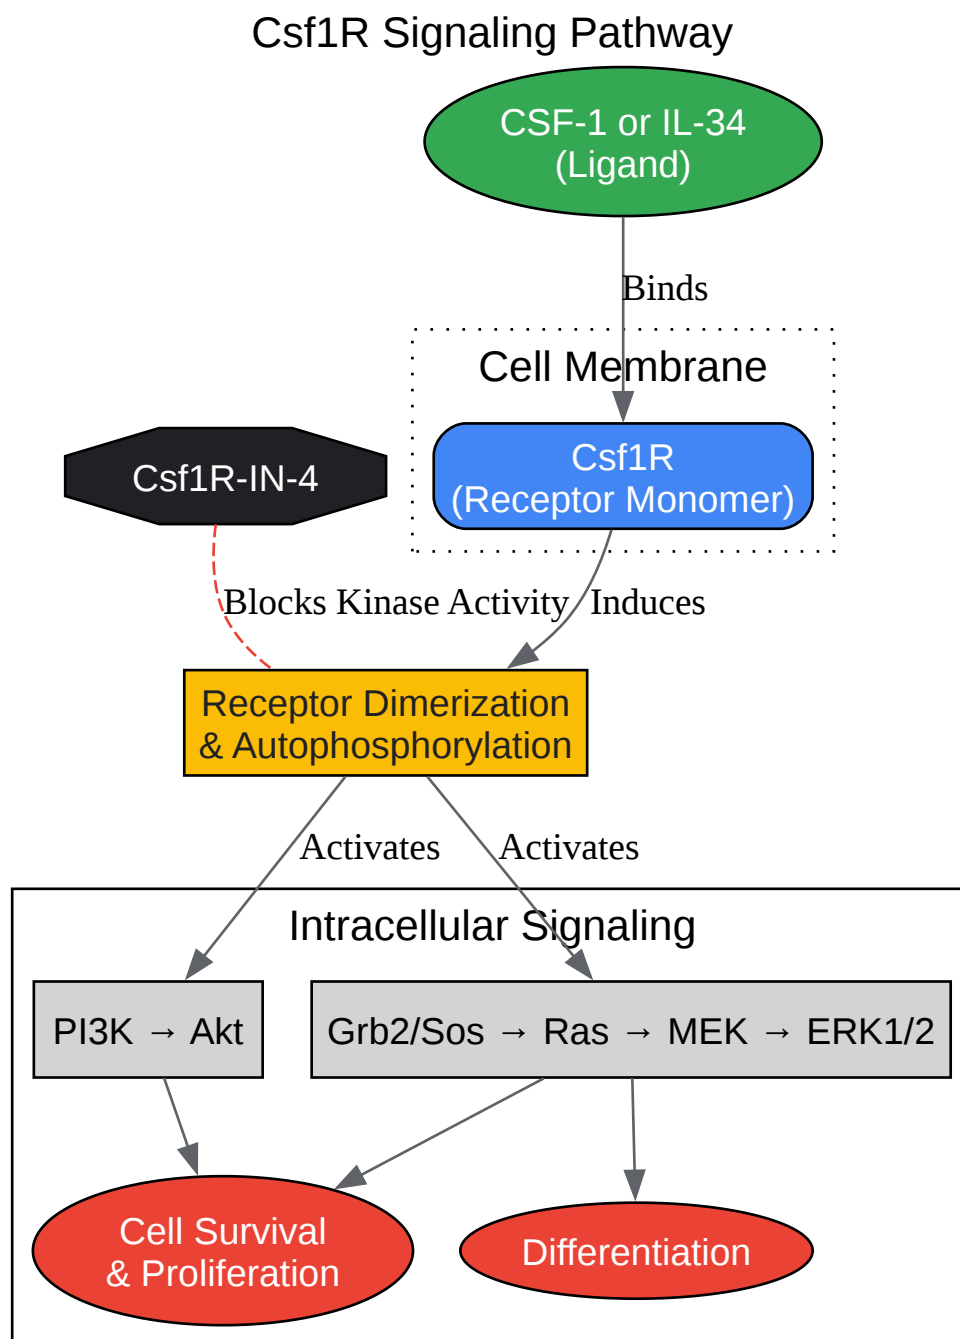 Csf1R Signaling Pathway
CSF-1 or IL-34
(Ligand)
Binds
Cell Membrane
Csf1R
(Receptor Monomer)
Csf1R-IN-4
Blocks Kinase Activity
Induces
Receptor Dimerization
& Autophosphorylation
Activates
Activates
Intracellular Signaling
PI3K → Akt
Grb2/Sos → Ras → MEK → ERK1/2
Cell Survival
& Proliferation
Differentiation